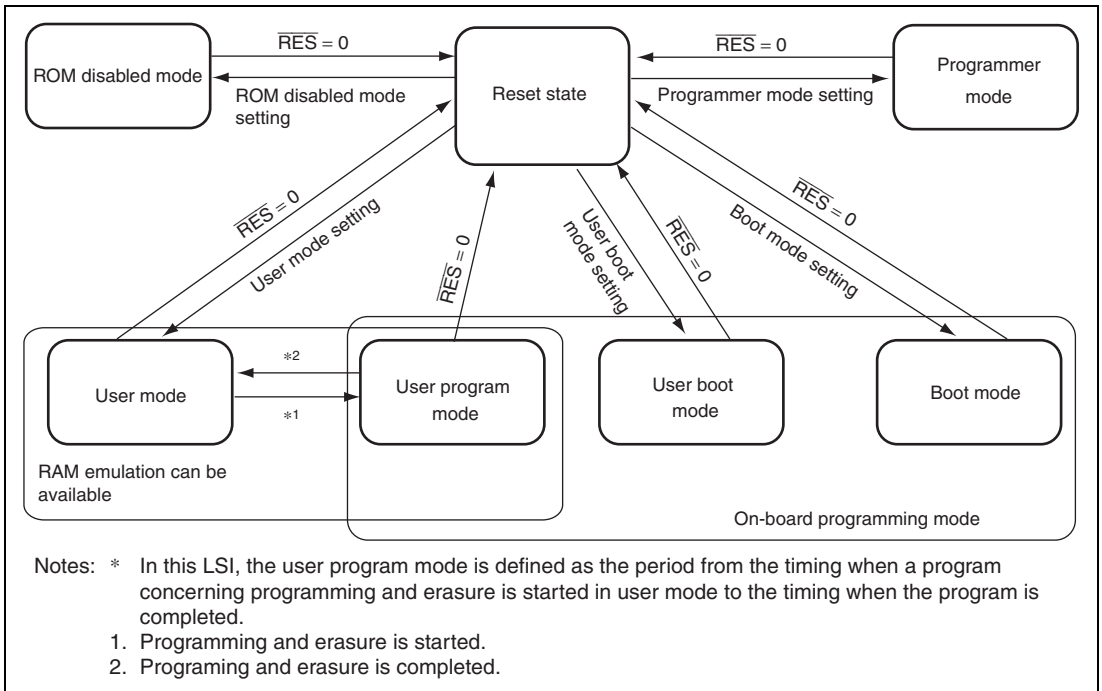 RES = 0
RES = 0
ROM disabled mode
Reset state
Programmer
mode
ROM disabled mode
setting
Programmer mode setting
RES = 0
User mode setting
RES = 0
User boot
mode setting
RES = 0
Boot mode setting
RES = 0
*2
User mode
User program
mode
User boot
mode
Boot mode
*1
RAM emulation can be
available
On-board programming mode
Notes: * In this LSI, the user program mode is defined as the period from the timing when a program
concerning programming and erasure is started in user mode to the timing when the program is
completed.
1. Programming and erasure is started.
2. Programing and erasure is completed.